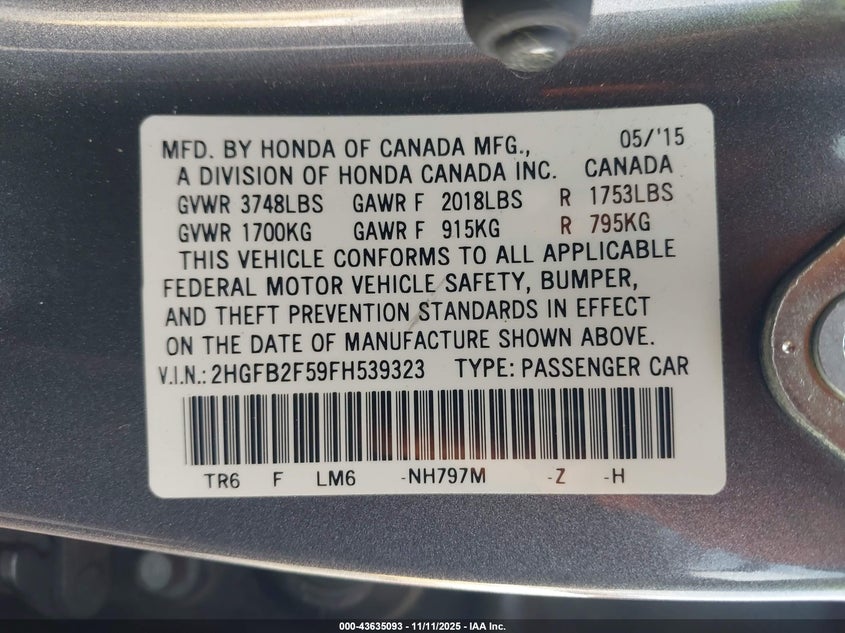 MFD. BY HONDA OF CANADA MFG., 05/'15
A DIVISION OF HONDA CANADA INC. CANADA
GVWR 3748LBS GAWR F 2018LBS R 1753LBS
GVWR 1700KG GAWR F 915KG R 795KG
THIS VEHICLE CONFORMS TO ALL APPLICABLE
FEDERAL MOTOR VEHICLE SAFETY, BUMPER,
AND THEFT PREVENTION STANDARDS IN EFFECT
ON THE DATE OF MANUFACTURE SHOWN ABOVE.
V.I.N.: 2HGFB2F59FH539323 TYPE: PASSENGER CAR
TR6 F LM6 -NH797M -Z -H
000-43635093 - 11/11/2025 - IAA Inc.